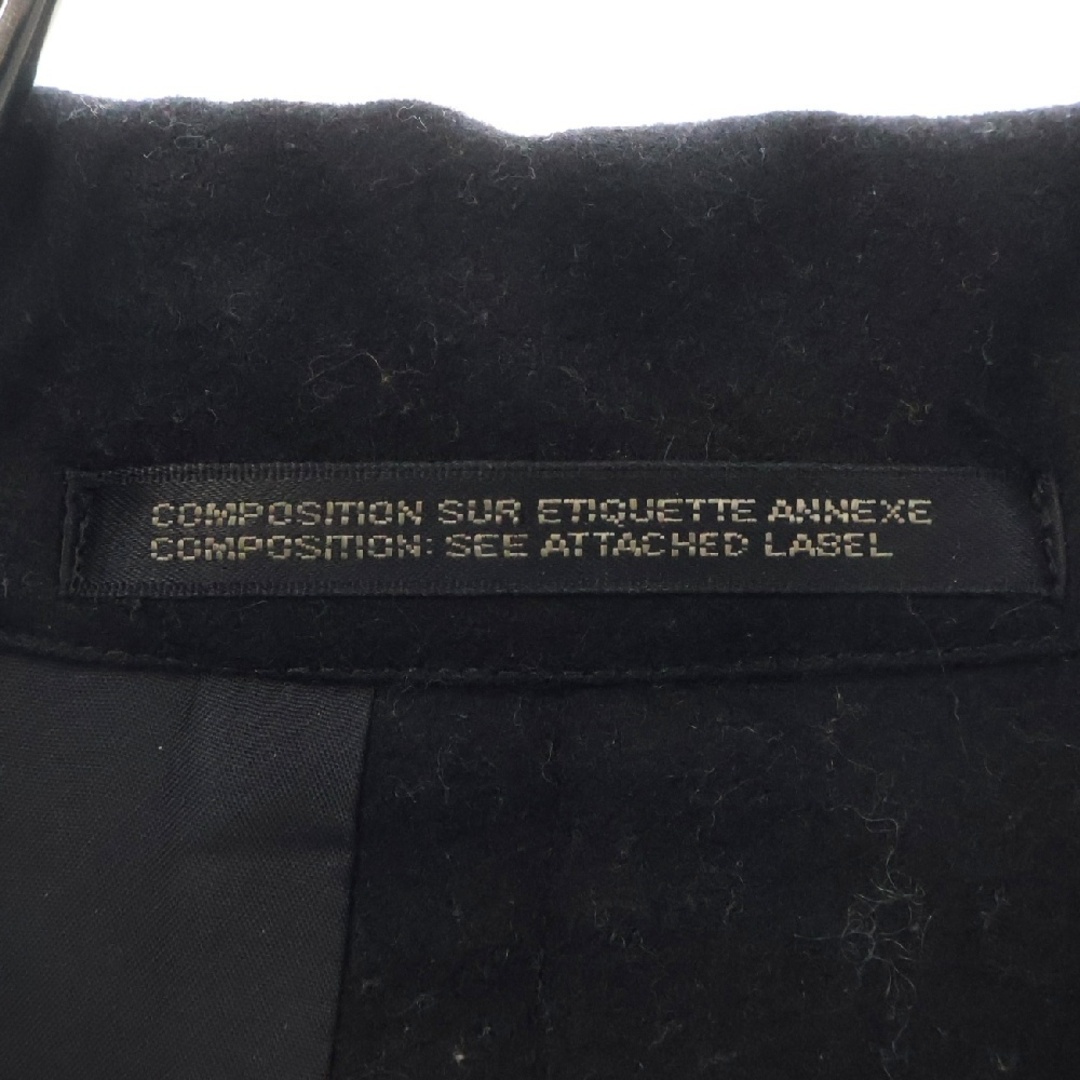 COMPOSITION SUR ETIQUETTE ANNEXE
COMPOSITION: SEE ATTACHED LABEL